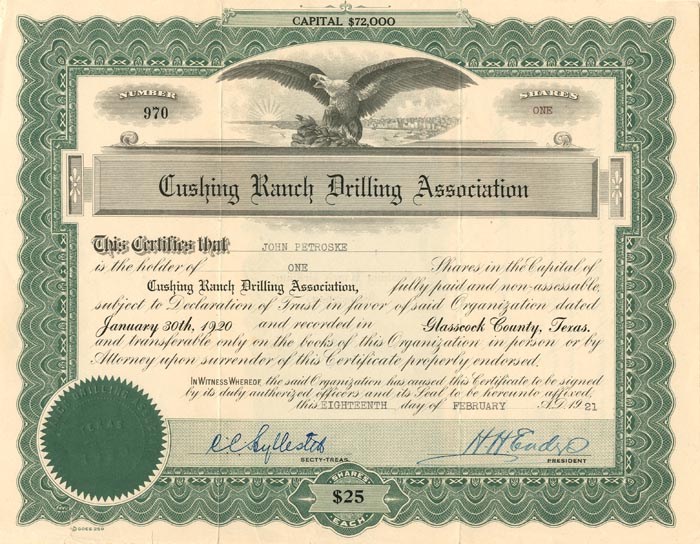 CAPITAL $72,000
NUMBER
970
SHARES
ONE
Cushing Ranch Drilling Association
This Certifies that JOHN PETROSKE
is the holder of ONE Shares in the Capital of
Cushing Ranch Drilling Association, fully paid and non-assessable,
subject to Declaration of Trust in favor of said Organization dated
January 30th, 1920 and recorded in Glasscock County, Texas.
and transferable only on the books of this Organization in person or by
Attorney upon surrender of this Certificate properly endorsed.
IN WITNESS WHEREOF, the said Organization has caused this Certificate to be signed
by its duly authorized officers and its Seal to be hereunto affixed,
this EIGHTEENTH day of FEBRUARY A.D. 1921
TEXAS
SECTY-TREAS.
PRESIDENT
SHARES
$25
EACH